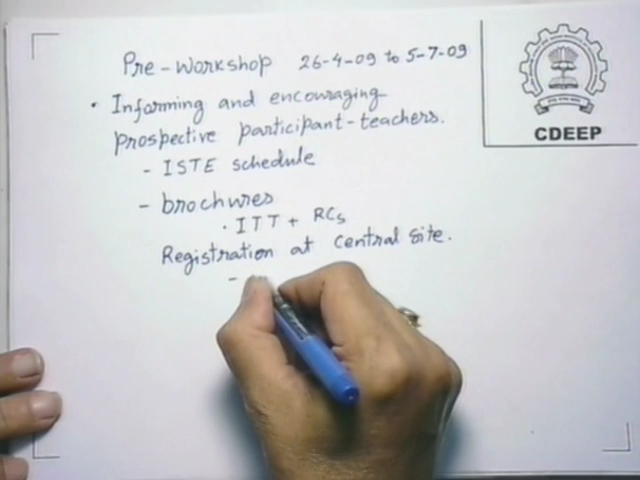 Pre-Workshop 26-4-09 to 5-7-09
• Informing and encouraging
prospective participant-teachers.
- ISTE schedule
- brochures
• ITT + RCs
Registration at central site.
-
CDEEP